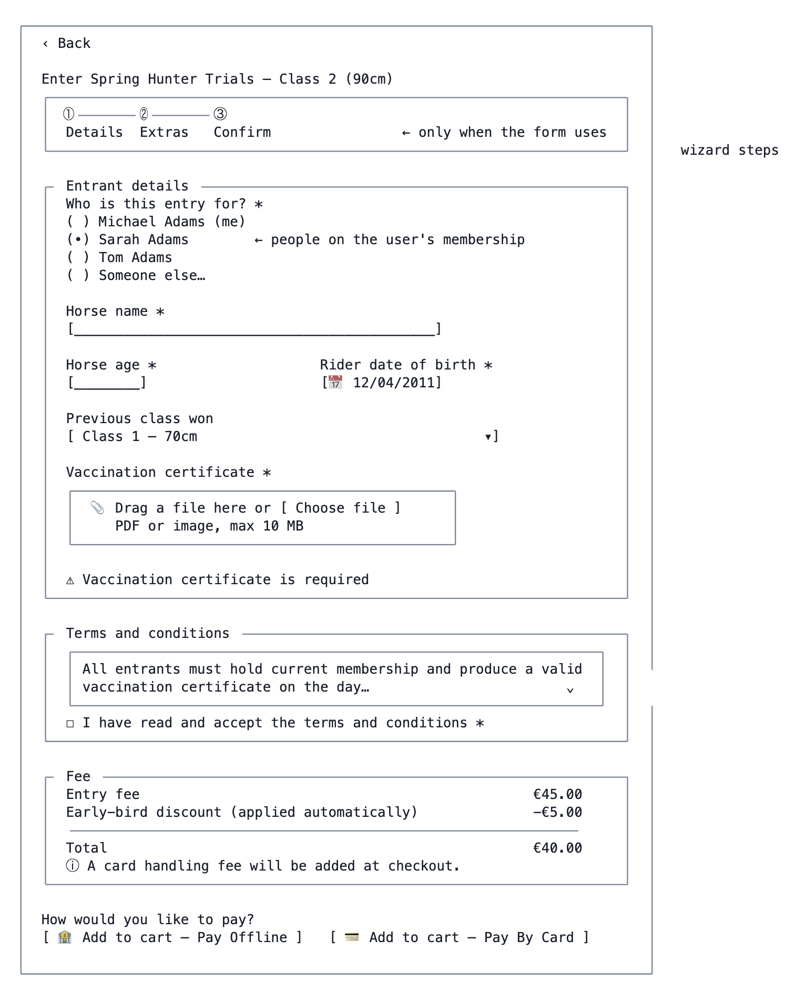 ‹ Back
Enter Spring Hunter Trials — Class 2 (90cm)
① ② ③
Details Extras Confirm ← only when the form uses
wizard steps
Entrant details
Who is this entry for? *
( ) Michael Adams (me)
(•) Sarah Adams ← people on the user's membership
( ) Tom Adams
( ) Someone else…
Horse name *
[____________________________________________]
Horse age * Rider date of birth *
[________] [📅 12/04/2011]
Previous class won
[ Class 1 — 70cm ▾]
Vaccination certificate *
📎 Drag a file here or [ Choose file ]
PDF or image, max 10 MB
⚠ Vaccination certificate is required
Terms and conditions
All entrants must hold current membership and produce a valid
vaccination certificate on the day… ⌄
☐ I have read and accept the terms and conditions *
Fee
Entry fee €45.00
Early-bird discount (applied automatically) −€5.00
Total €40.00
ⓘ A card handling fee will be added at checkout.
How would you like to pay?
[ 🏦 Add to cart — Pay Offline ] [ 💳 Add to cart — Pay By Card ]